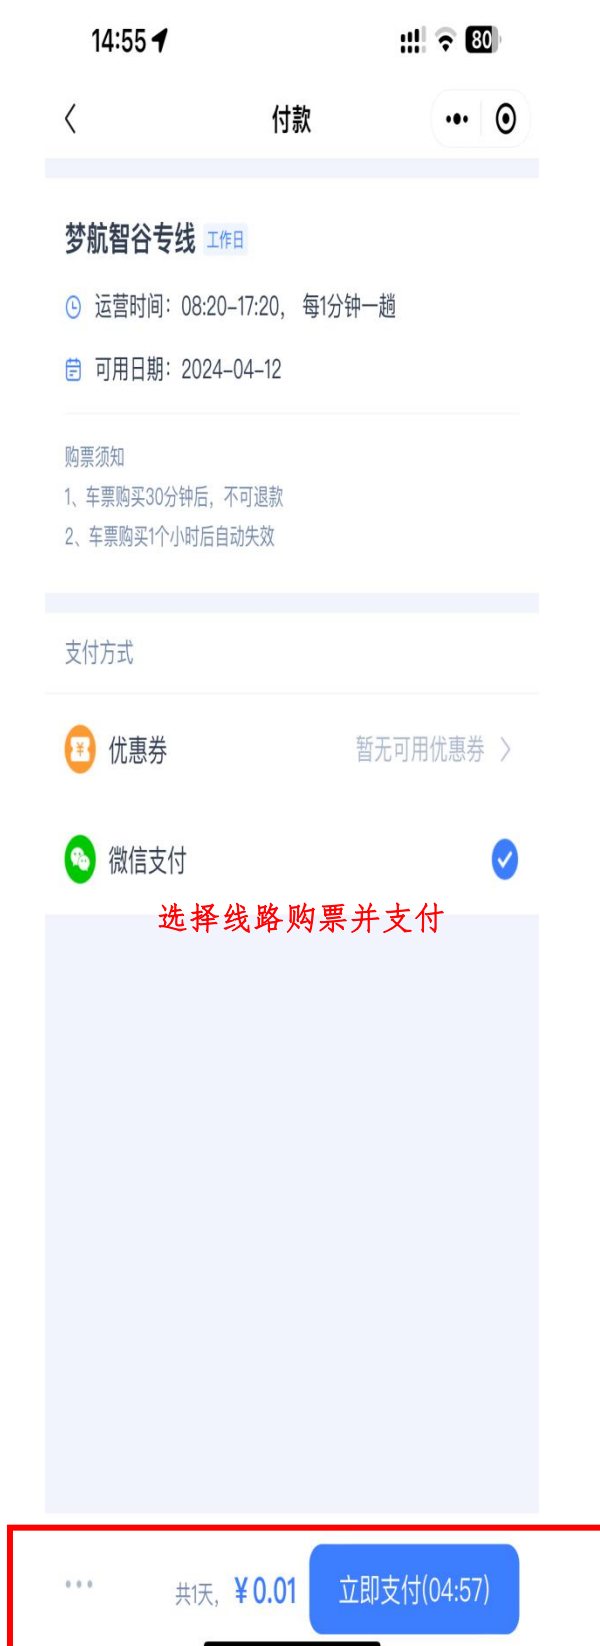 14:55
80
付款
梦航智谷专线 工作日
运营时间：08:20-17:20， 每1分钟一趟
可用日期：2024-04-12
购票须知
1、车票购买30分钟后，不可退款
2、车票购买1个小时后自动失效
支付方式
优惠券 暂无可用优惠券
微信支付
选择线路购票并支付
共1天，¥0.01 立即支付(04:57)